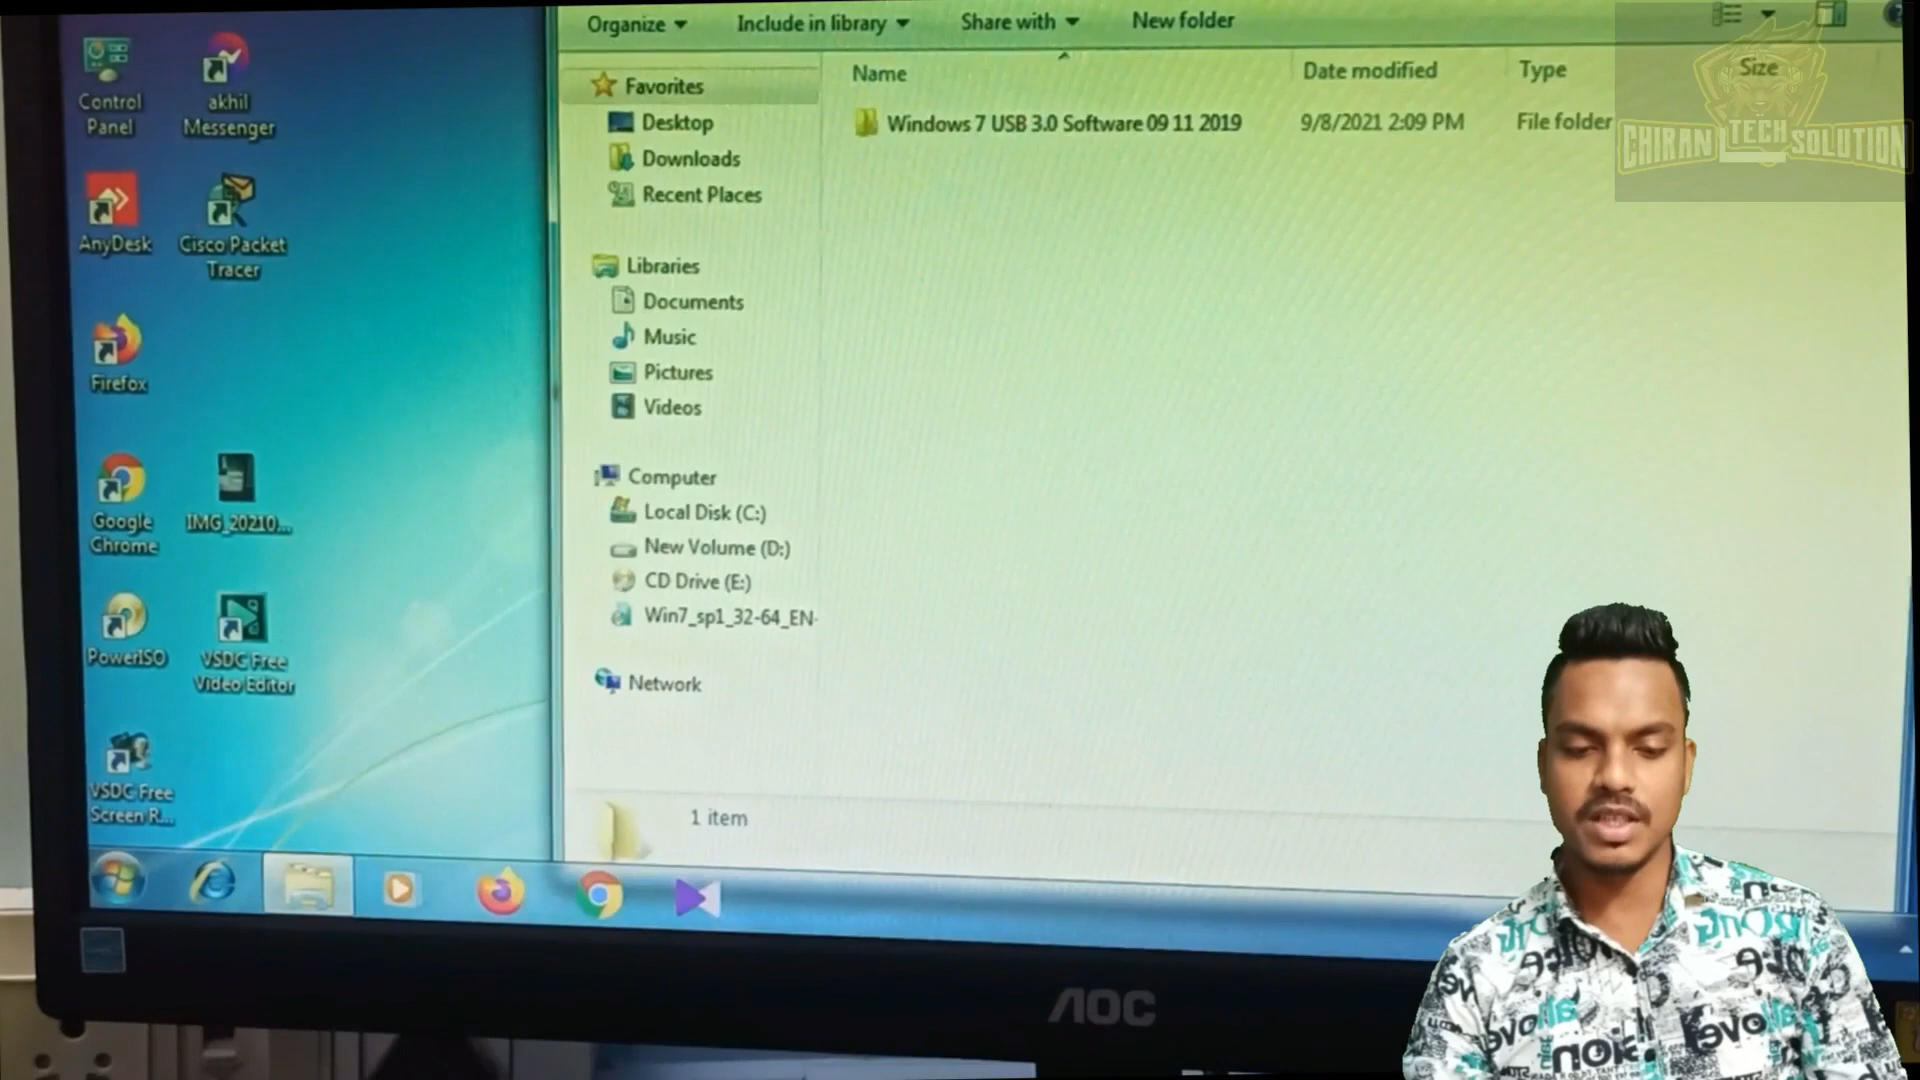 Organize
Include in library
Share with
New folder
Control
Panel
akhil
Messenger
AnyDesk
Cisco Packet
Tracer
Firefox
Google
Chrome
IMG_20210...
PowerISO
VSDC Free
Video Editor
VSDC Free
Screen R...
Favorites
Desktop
Downloads
Recent Places
Libraries
Documents
Music
Pictures
Videos
Computer
Local Disk (C:)
New Volume (D:)
CD Drive (E:)
Win7_sp1_32-64_EN-
Network
Name
Date modified
Type
Size
Windows 7 USB 3.0 Software 09 11 2019
9/8/2021 2:09 PM
File folder
CHIRAN TECH SOLUTION
1 item
AOC